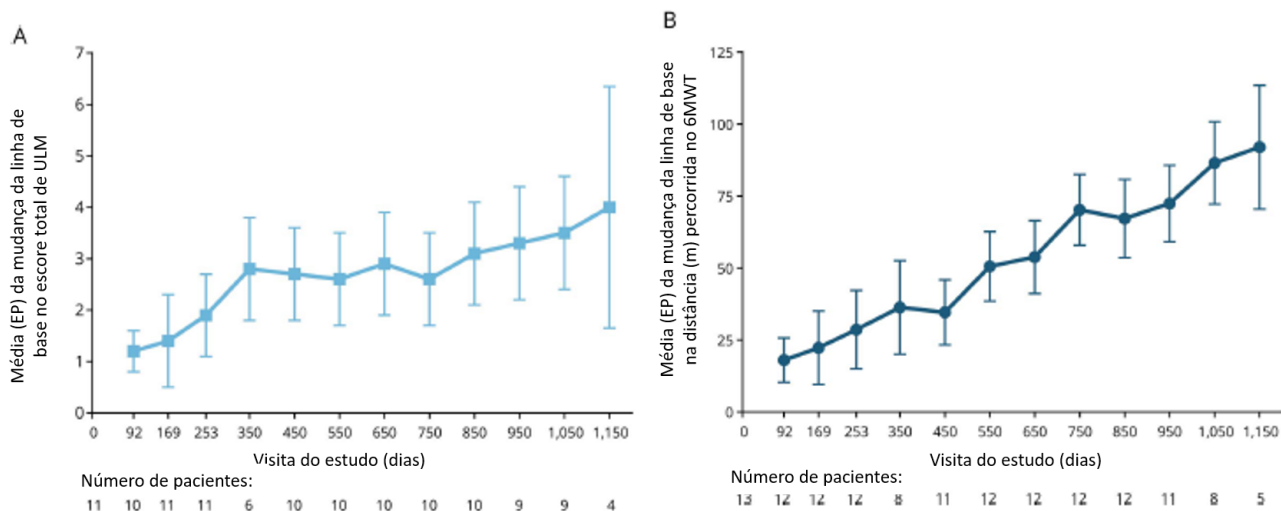 A
7
6
5
4
3
2
1
0
Média (EP) da mudança da linha de
base no escore total de ULM
0 92 169 253 350 450 550 650 750 850 950 1,050 1,150
Visita do estudo (dias)
Número de pacientes:
11 10 11 11 6 10 10 10 10 10 9 9 4
B
125
100
75
50
25
0
Média (EP) da mudança da linha de base
na distância (m) percorrida no 6MWT
0 92 169 253 350 450 550 650 750 850 950 1,050 1,150
Visita do estudo (dias)
Número de pacientes:
13 12 12 12 8 11 12 12 12 12 11 8 5